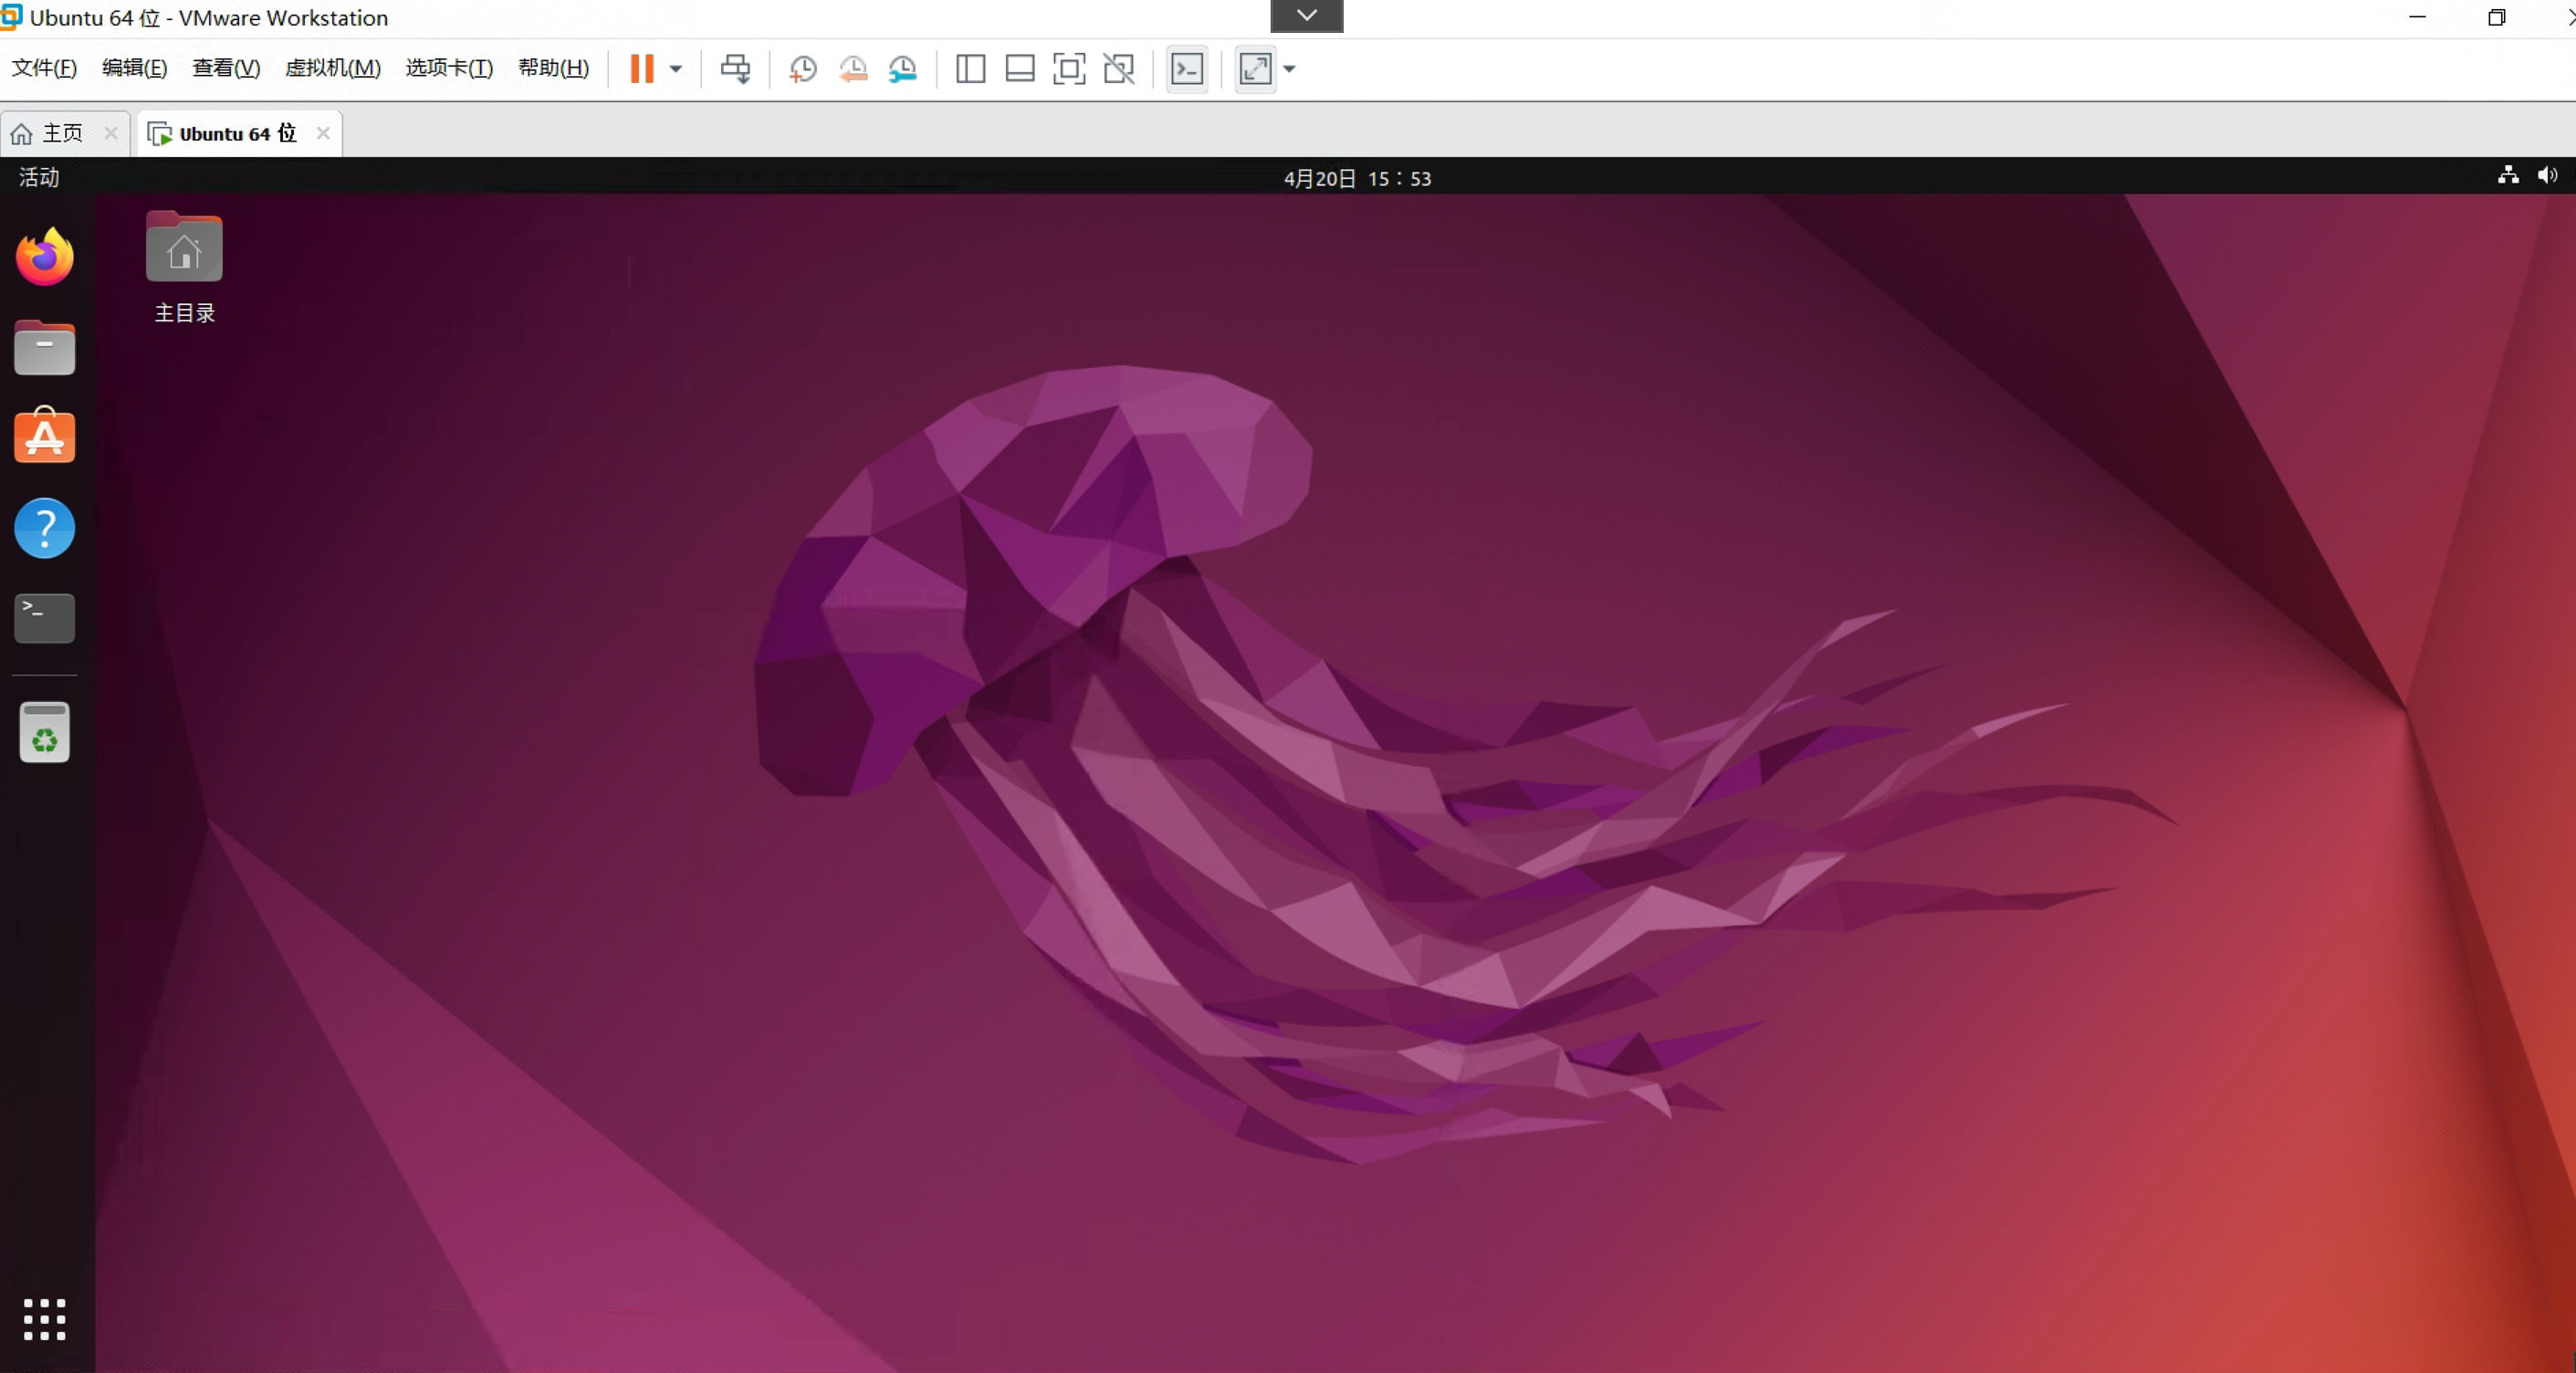 Ubuntu 64 位 - VMware Workstation
文件(F) 编辑(E) 查看(V) 虚拟机(M) 选项卡(T) 帮助(H)
主页 Ubuntu 64 位
活动 4月20日 15：53
主目录